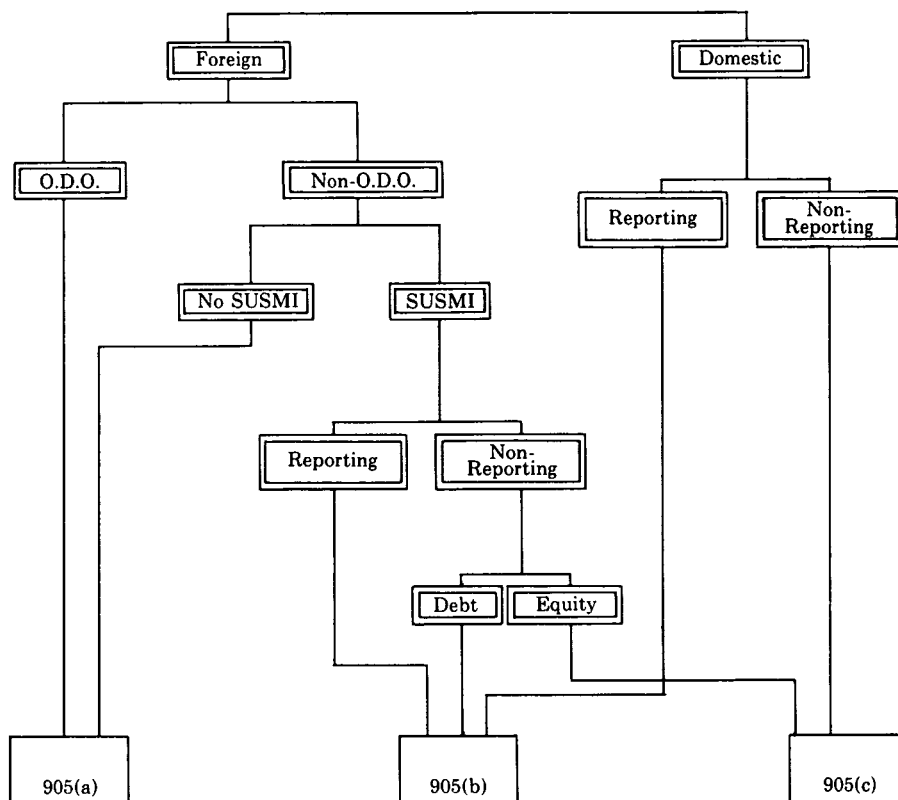 Foreign
Domestic
O.D.O.
Non-O.D.O.
Reporting
Non-
Reporting
No SUSMI
SUSMI
Reporting
Non-
Reporting
Debt
Equity
905(a)
905(b)
905(c)